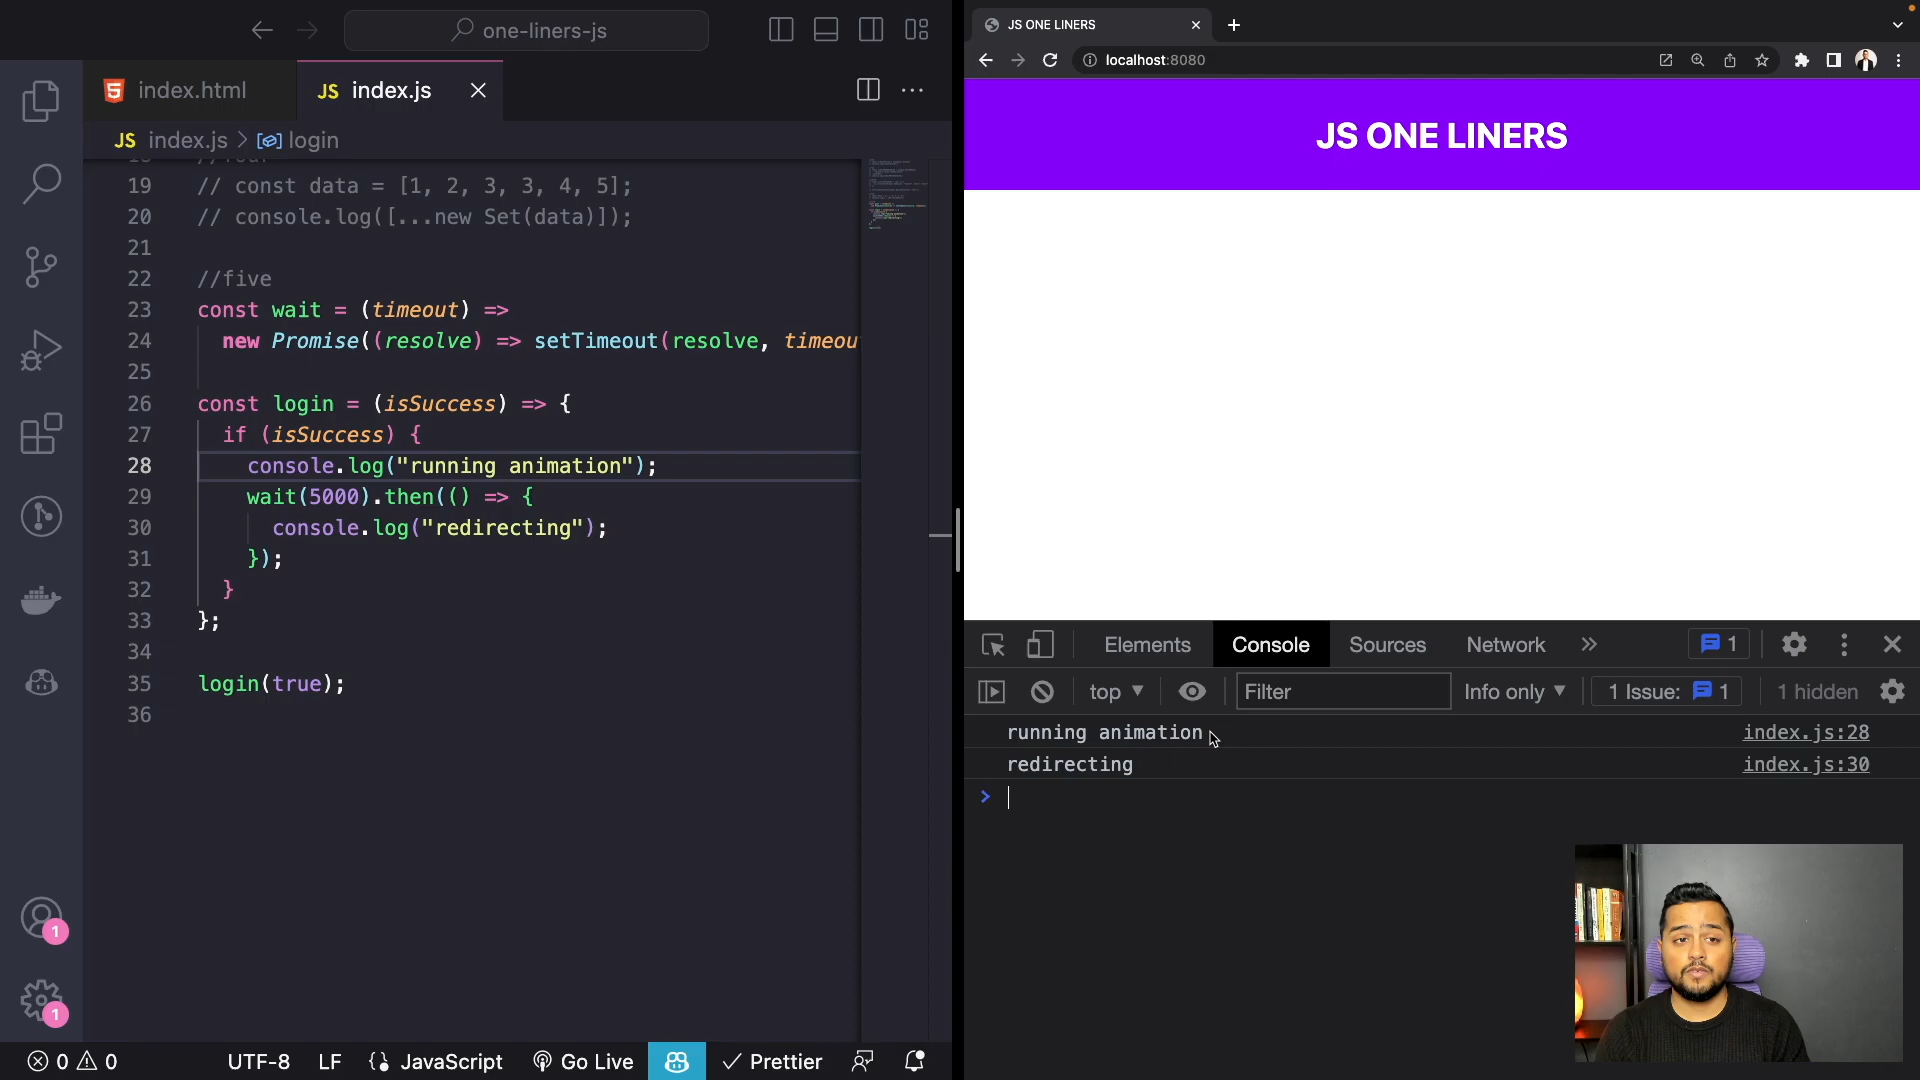 one-liners-js
index.html
JS index.js
JS index.js > login
19 // const data = [1, 2, 3, 3, 4, 5];
20 // console.log([...new Set(data)]);
21
22 //five
23 const wait = (timeout) =>
24 new Promise((resolve) => setTimeout(resolve, timeou
25
26 const login = (isSuccess) => {
27 if (isSuccess) {
28 console.log("running animation");
29 wait(5000).then(() => {
30 console.log("redirecting");
31 });
32 }
33 };
34
35 login(true);
36
1
1
0 0 UTF-8 LF JavaScript Go Live Prettier
JS ONE LINERS
localhost:8080
JS ONE LINERS
Elements Console Sources Network 1
top Filter Info only 1 Issue: 1 1 hidden
running animation index.js:28
redirecting index.js:30
>